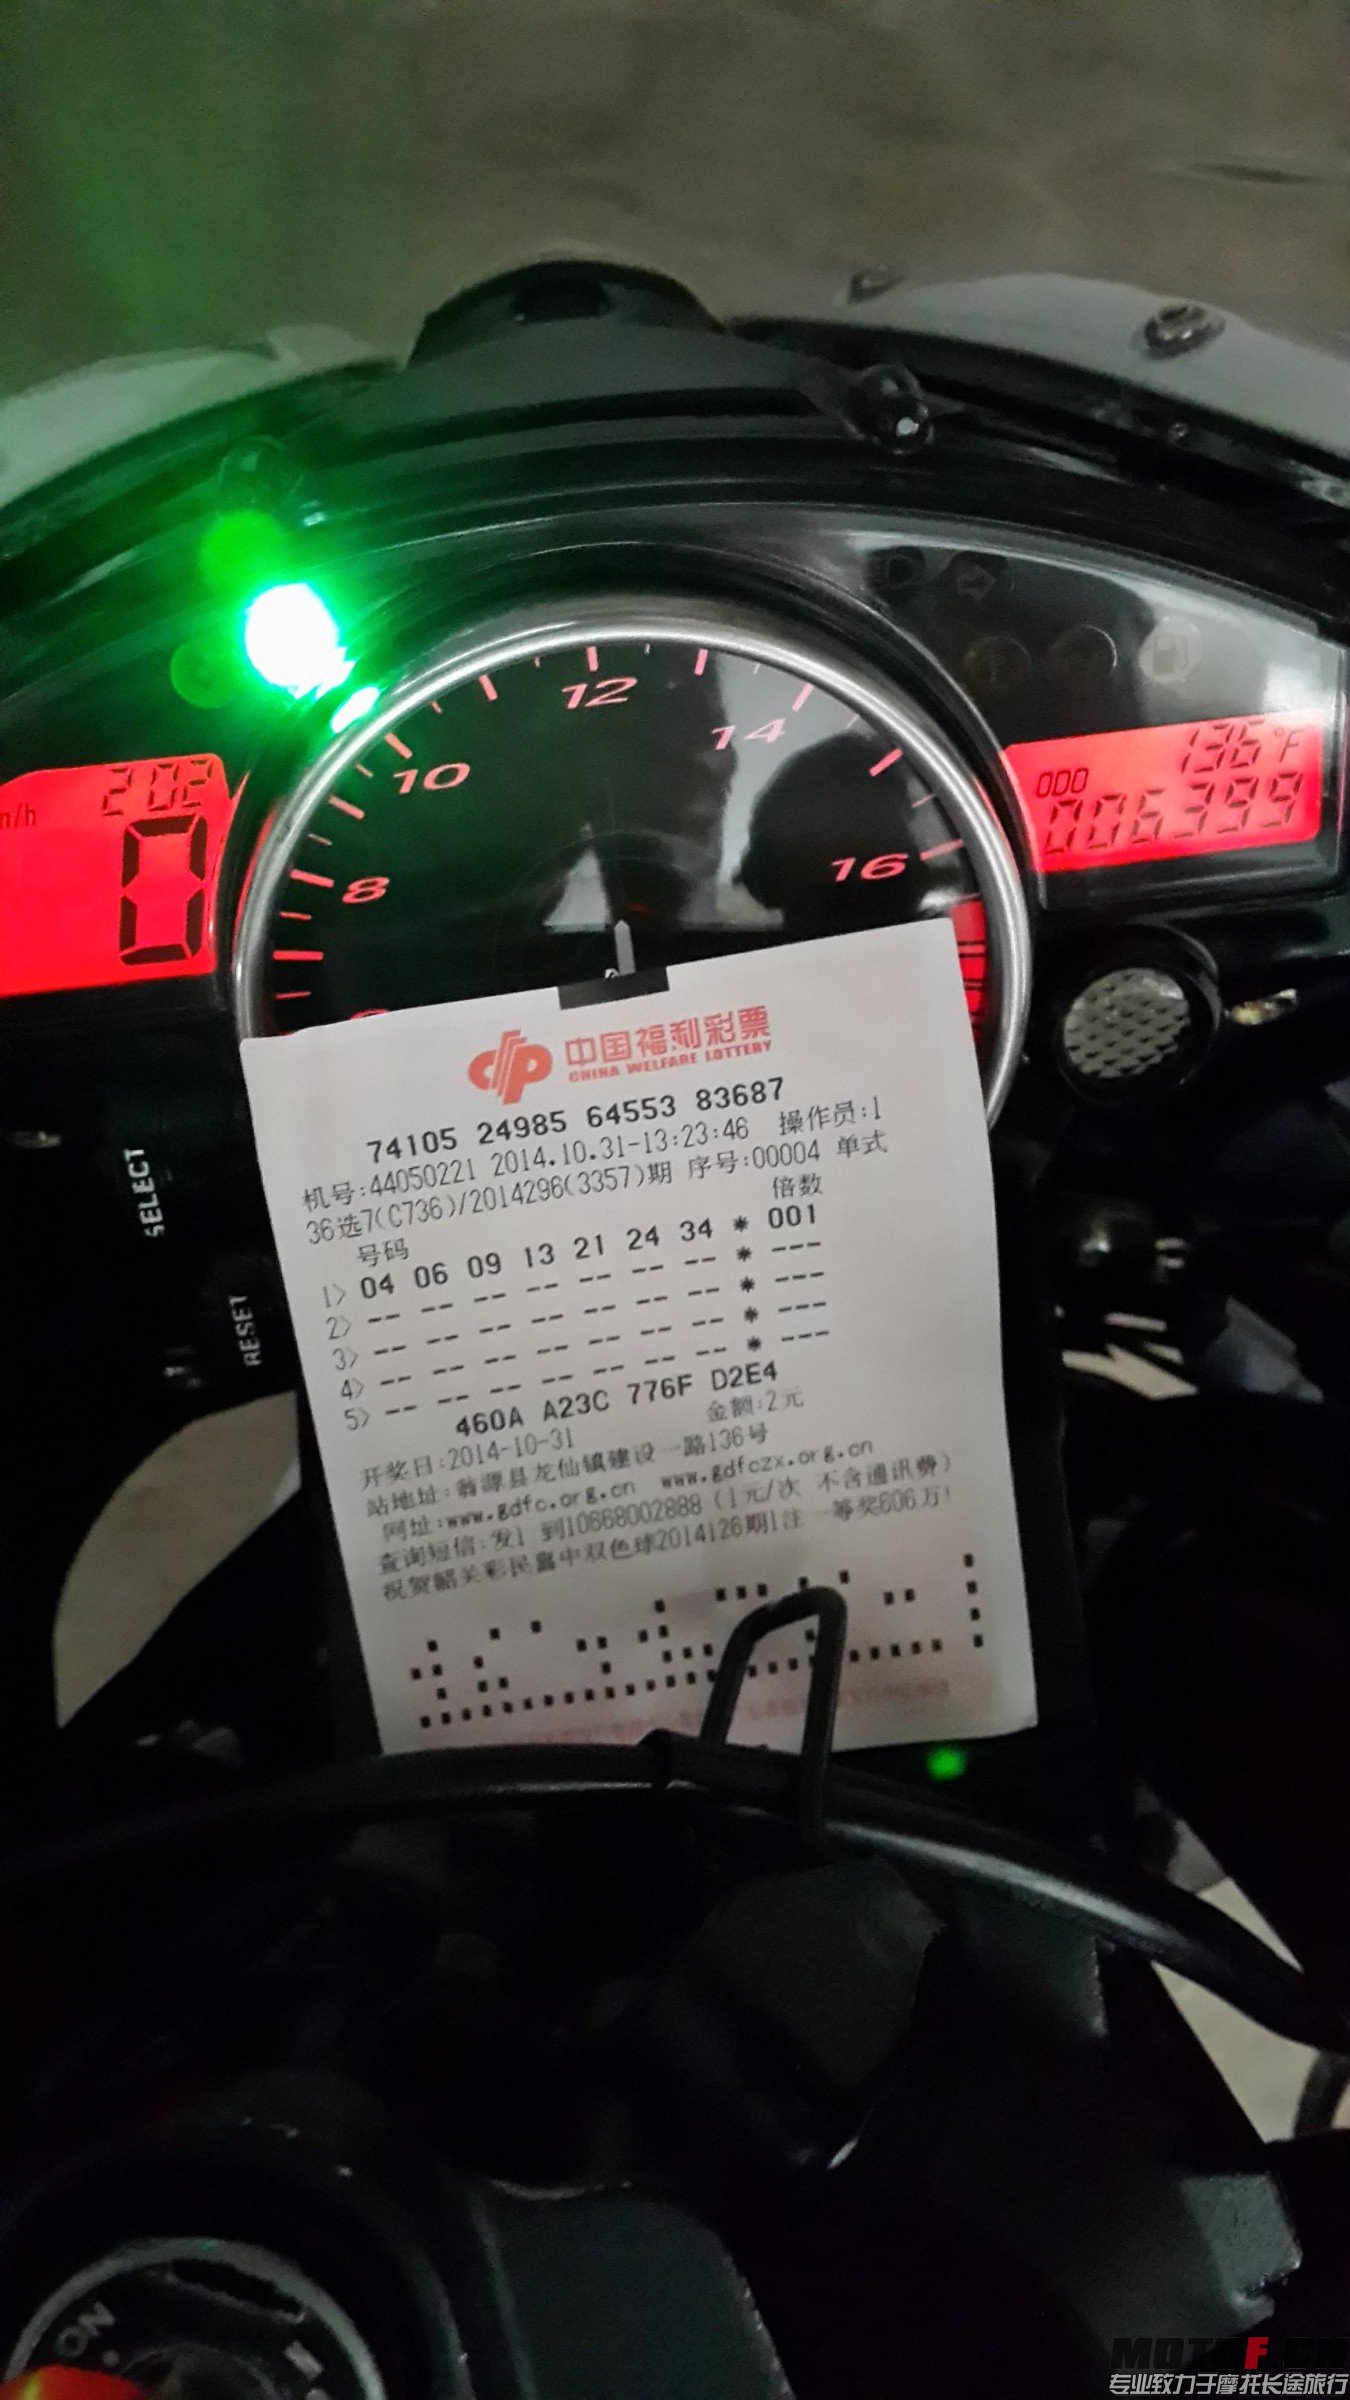 12
14
10
16
8
202
m/h
0
136°F
ODO
006399
SELECT
RESET
中国福利彩票
CHINA WELFARE LOTTERY
74105 24985 64553 83687
机号:44050221 2014.10.31-13:23:46 操作员:1
36选7(C736)/2014296(3357)期 序号:00004 单式
号码 倍数
1> 04 06 09 13 21 24 34 * 001
2> -- -- -- -- -- -- -- * ---
3> -- -- -- -- -- -- -- * ---
4> -- -- -- -- -- -- -- * ---
5> -- -- -- -- -- -- -- * ---
460A A23C 776F D2E4
开奖日:2014-10-31 金额:2元
站地址:翁源县龙仙镇建设一路136号
网址:www.gdfc.org.cn www.gdfczx.org.cn
查询短信:发1 到10668002888 (1元/次 不含通讯费)
祝贺韶关彩民喜中双色球2014126期1注一等奖606万!
ON
MOTOF.CN
专业致力于摩托长途旅行